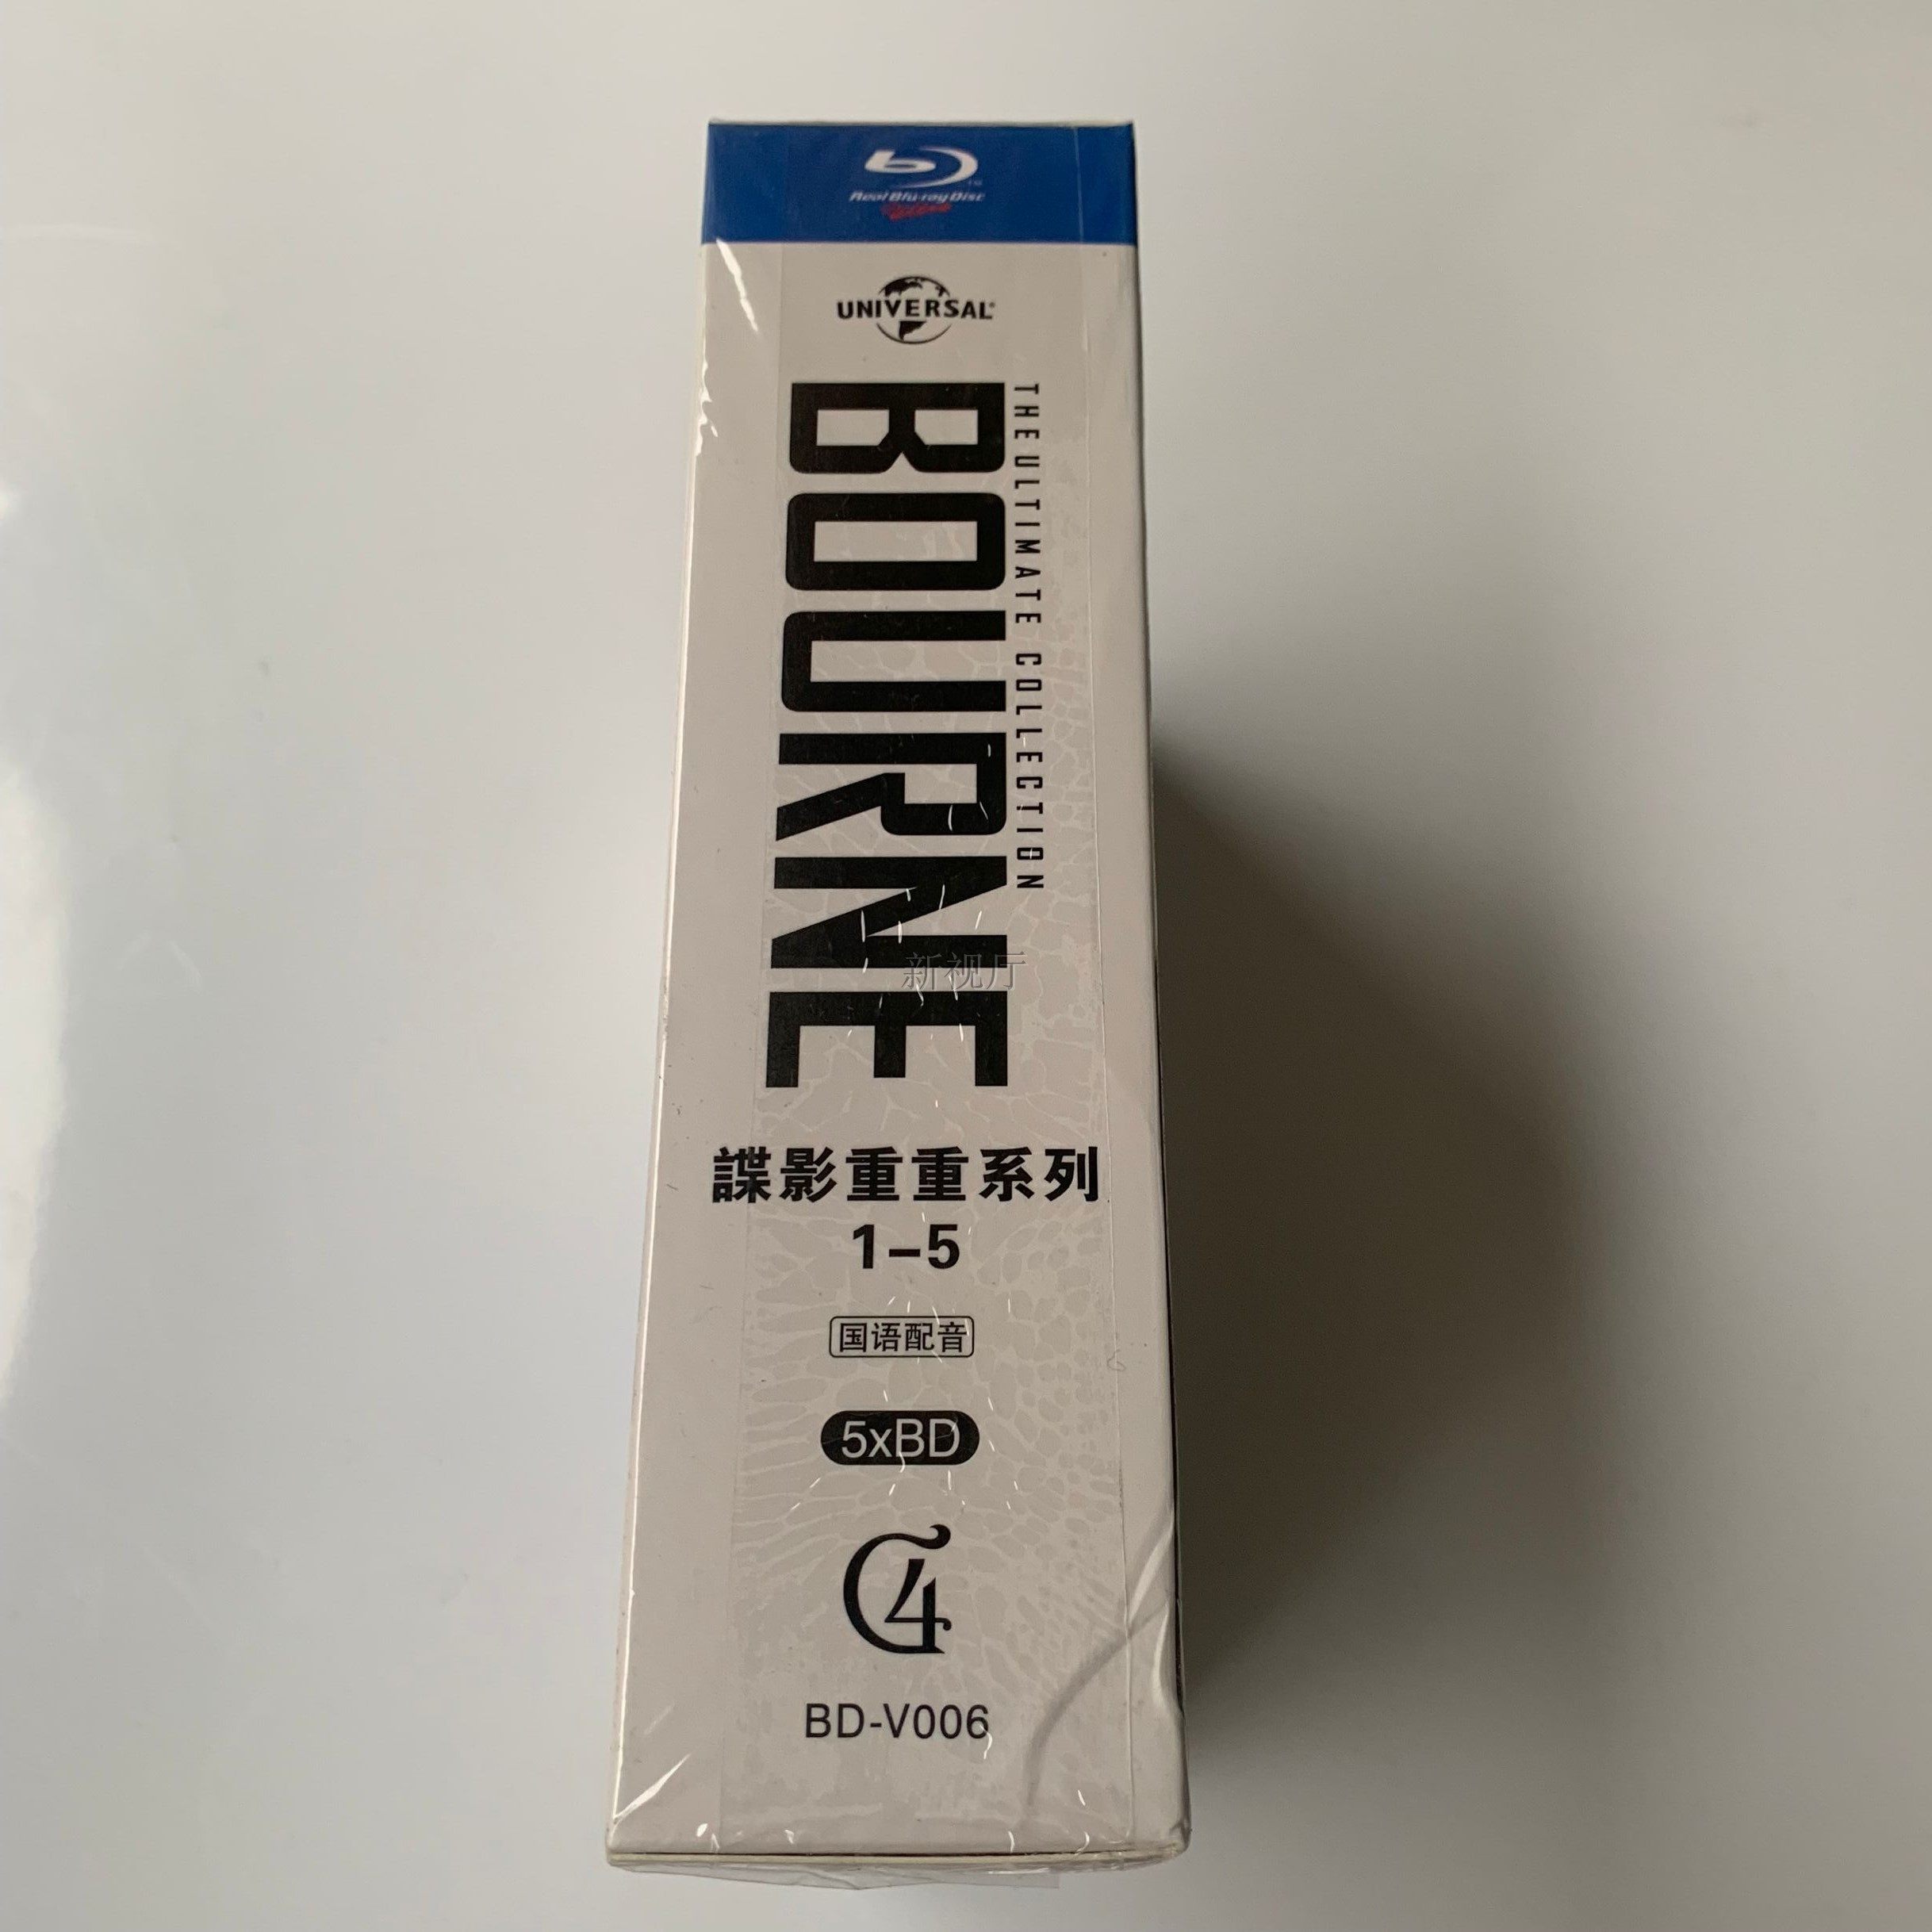 Real Blu-ray Disc
UNIVERSAL
THE ULTIMATE COLLECTION
BOURNE
新视厅
諜影重重系列
1-5
国语配音
5xBD
C4
BD-V006